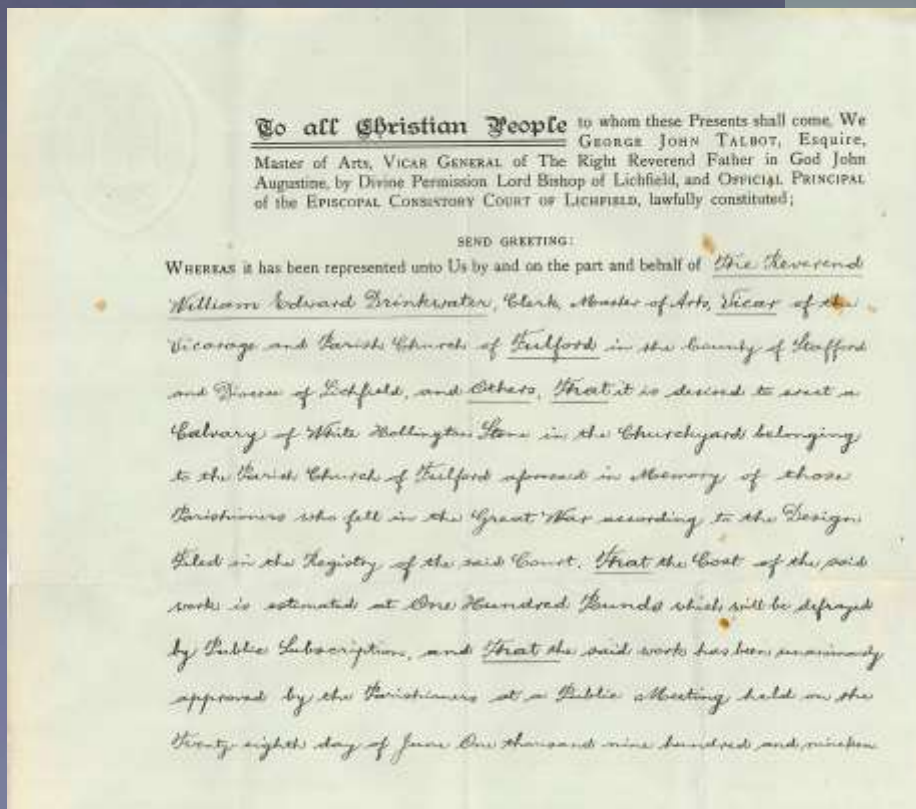 To all Christian People to whom these Presents shall come, We
GEORGE JOHN TALBOT, Esquire,
Master of Arts, VICAR GENERAL of The Right Reverend Father in God John
Augustine, by Divine Permission Lord Bishop of Lichfield, and OFFICIAL PRINCIPAL
of the EPISCOPAL CONSISTORY COURT OF LICHFIELD, lawfully constituted;
SEND GREETING:
WHEREAS it has been represented unto Us by and on the part and behalf of The Reverend
William Edward Drinkwater, Clerk, Master of Arts, Vicar of the
Vicarage and Parish Church of Fulford in the County of Stafford
and Diocese of Lichfield, and Others, That it is desired to erect a
Calvary of White Hollington Stone in the Churchyard belonging
to the Parish Church of Fulford aforesaid in Memory of those
Parishioners who fell in the Great War according to the Design
Filed in the Registry of the said Court. That the Cost of the said
work is estimated at One Hundred Pounds which will be defrayed
by Public Subscription, and That the said work has been unanimously
approved by the Parishioners at a Public Meeting held on the
Twenty eighth day of June One thousand nine hundred and nineteen